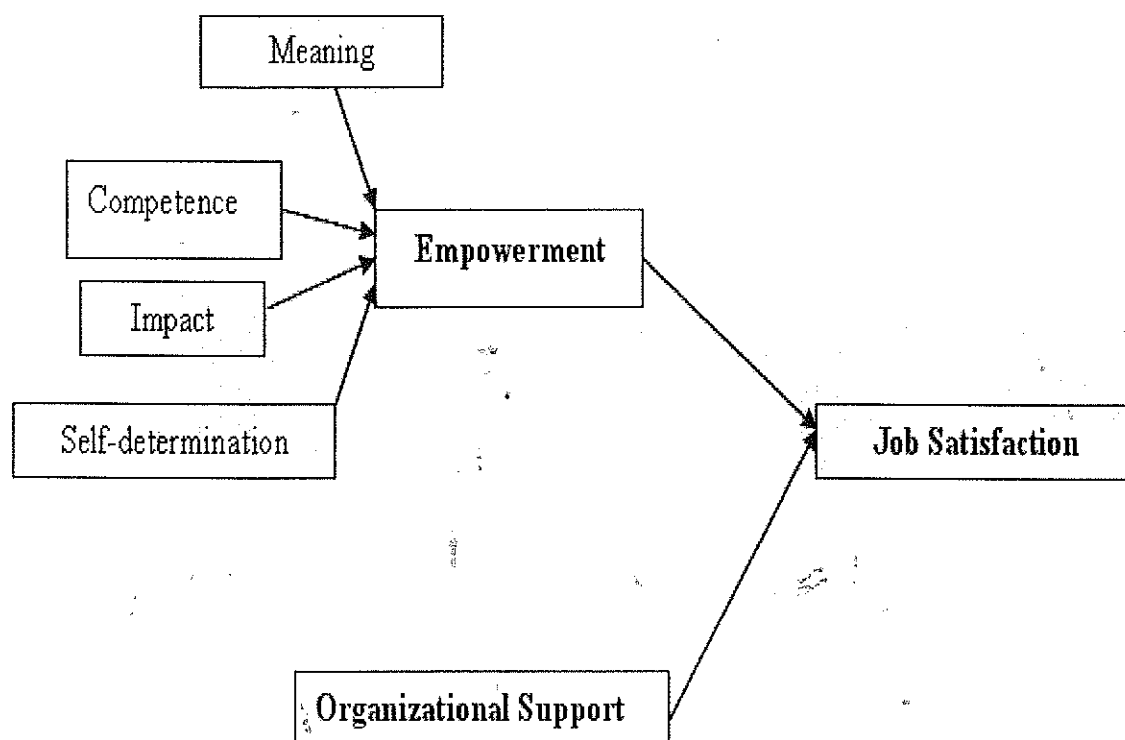 Meaning
Competence
Empowerment
Impact
Self-determination
Job Satisfaction
Organizational Support